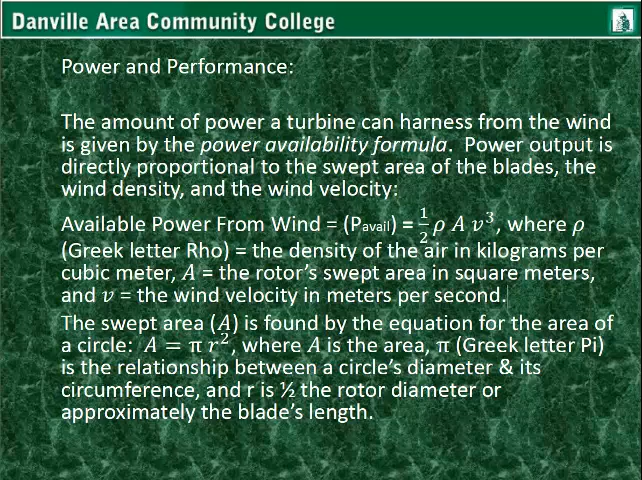 Danville Area Community College
Power and Performance:
The amount of power a turbine can harness from the wind
is given by the power availability formula. Power output is
directly proportional to the swept area of the blades, the
wind density, and the wind velocity:
Available Power From Wind = (Pavail) = ½ ρ A v³, where ρ
(Greek letter Rho) = the density of the air in kilograms per
cubic meter, A = the rotor's swept area in square meters,
and v = the wind velocity in meters per second.
The swept area (A) is found by the equation for the area of
a circle: A = π r², where A is the area, π (Greek letter Pi)
is the relationship between a circle's diameter & its
circumference, and r is ½ the rotor diameter or
approximately the blade's length.